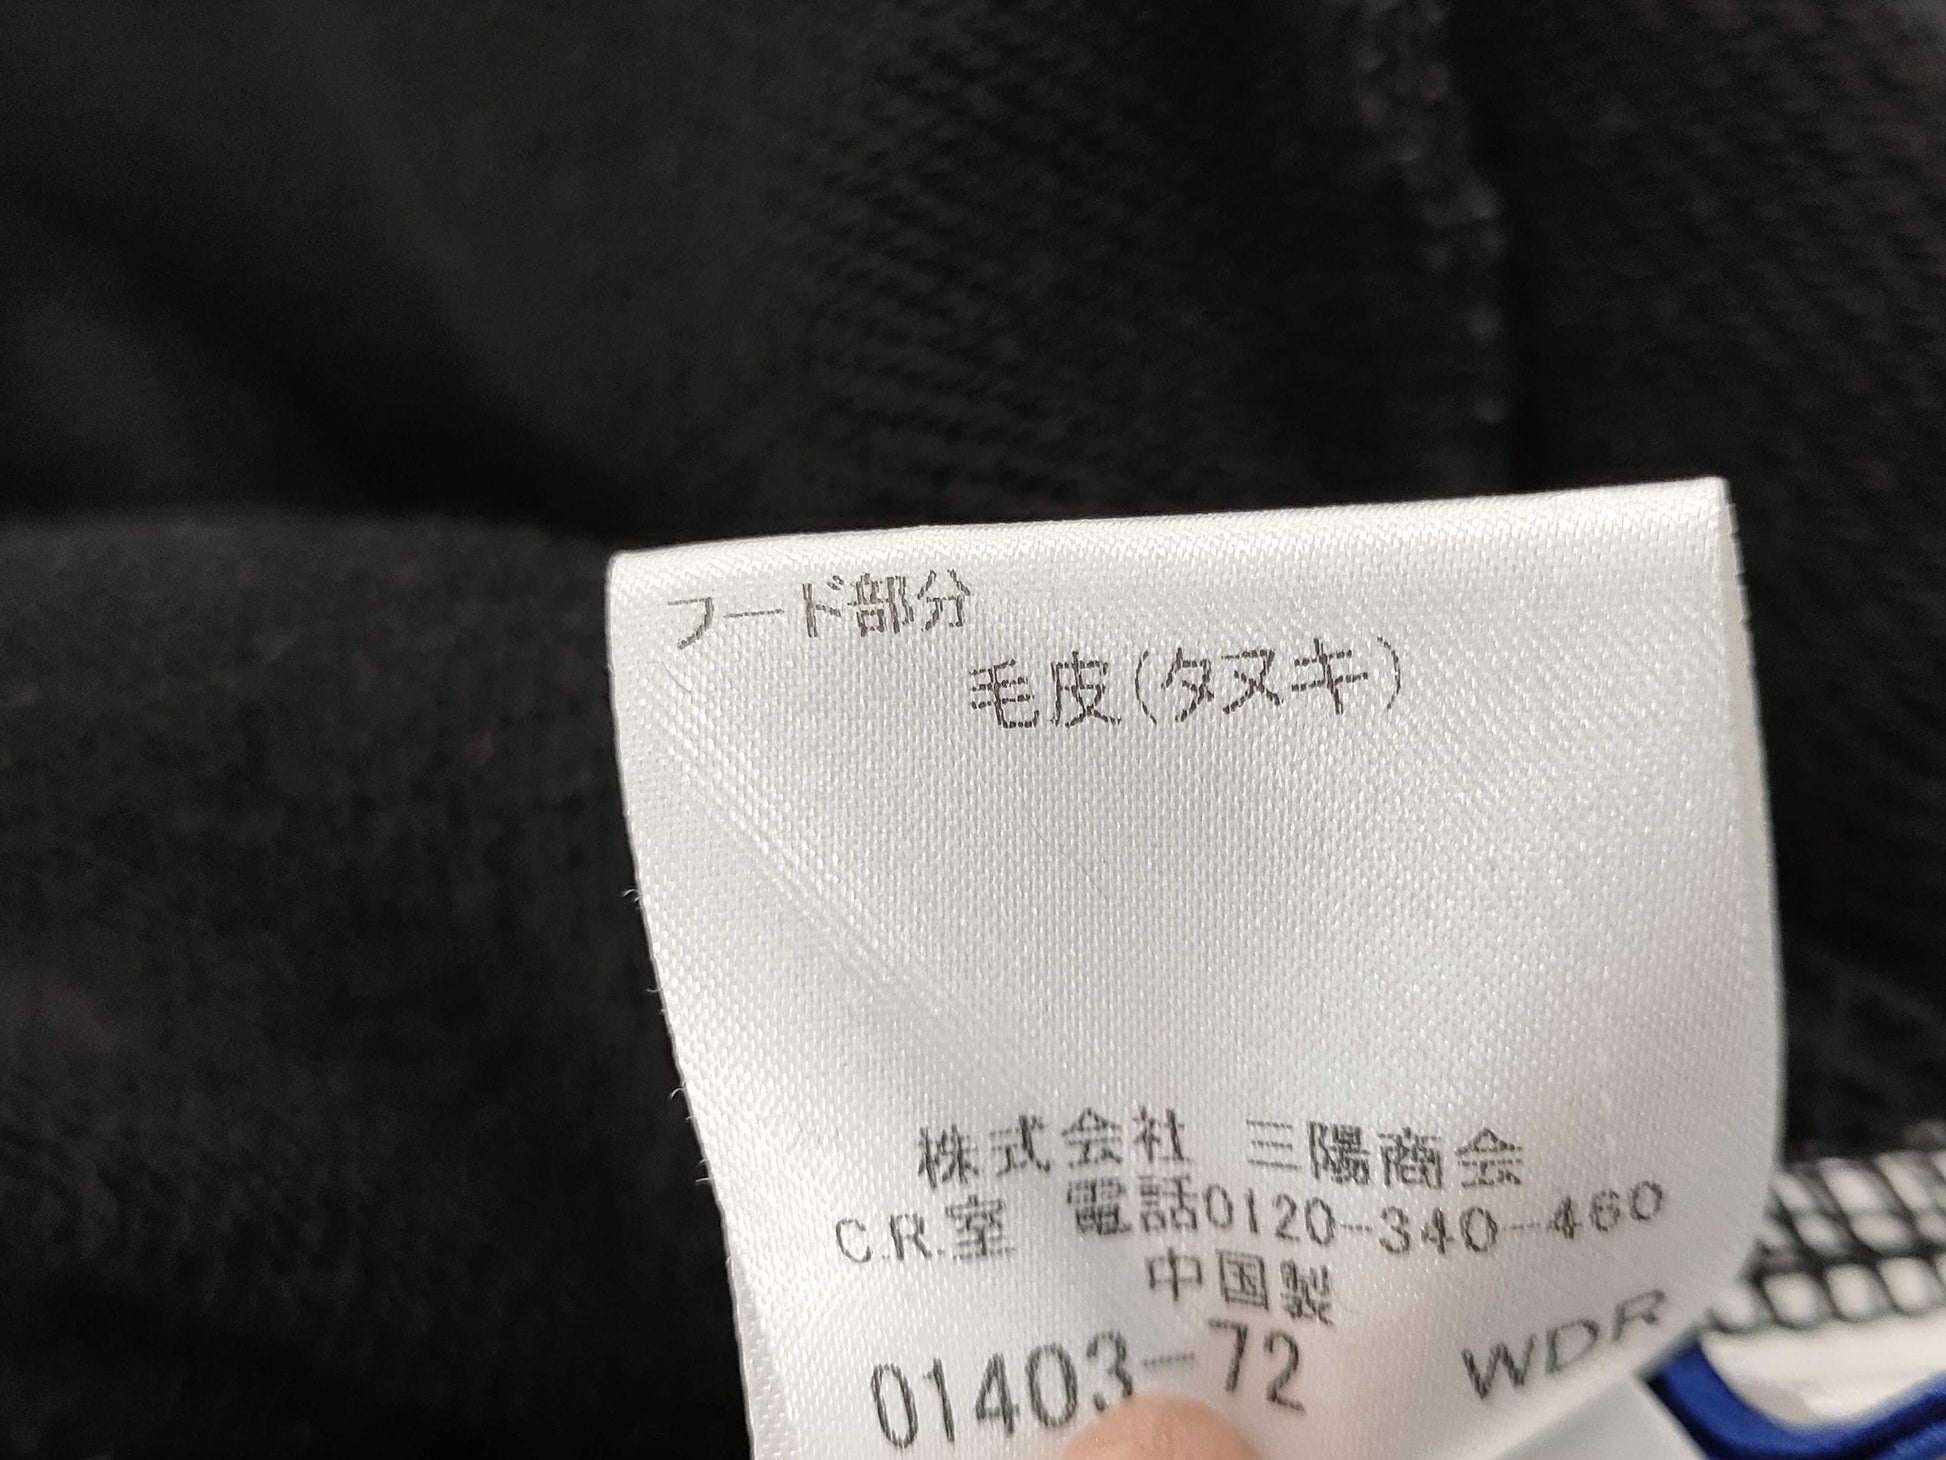 フード部分
毛皮(タヌキ)
株式会社 三陽商会
C.R.室 電話0120-340-460
中国製
01403-72 WDR